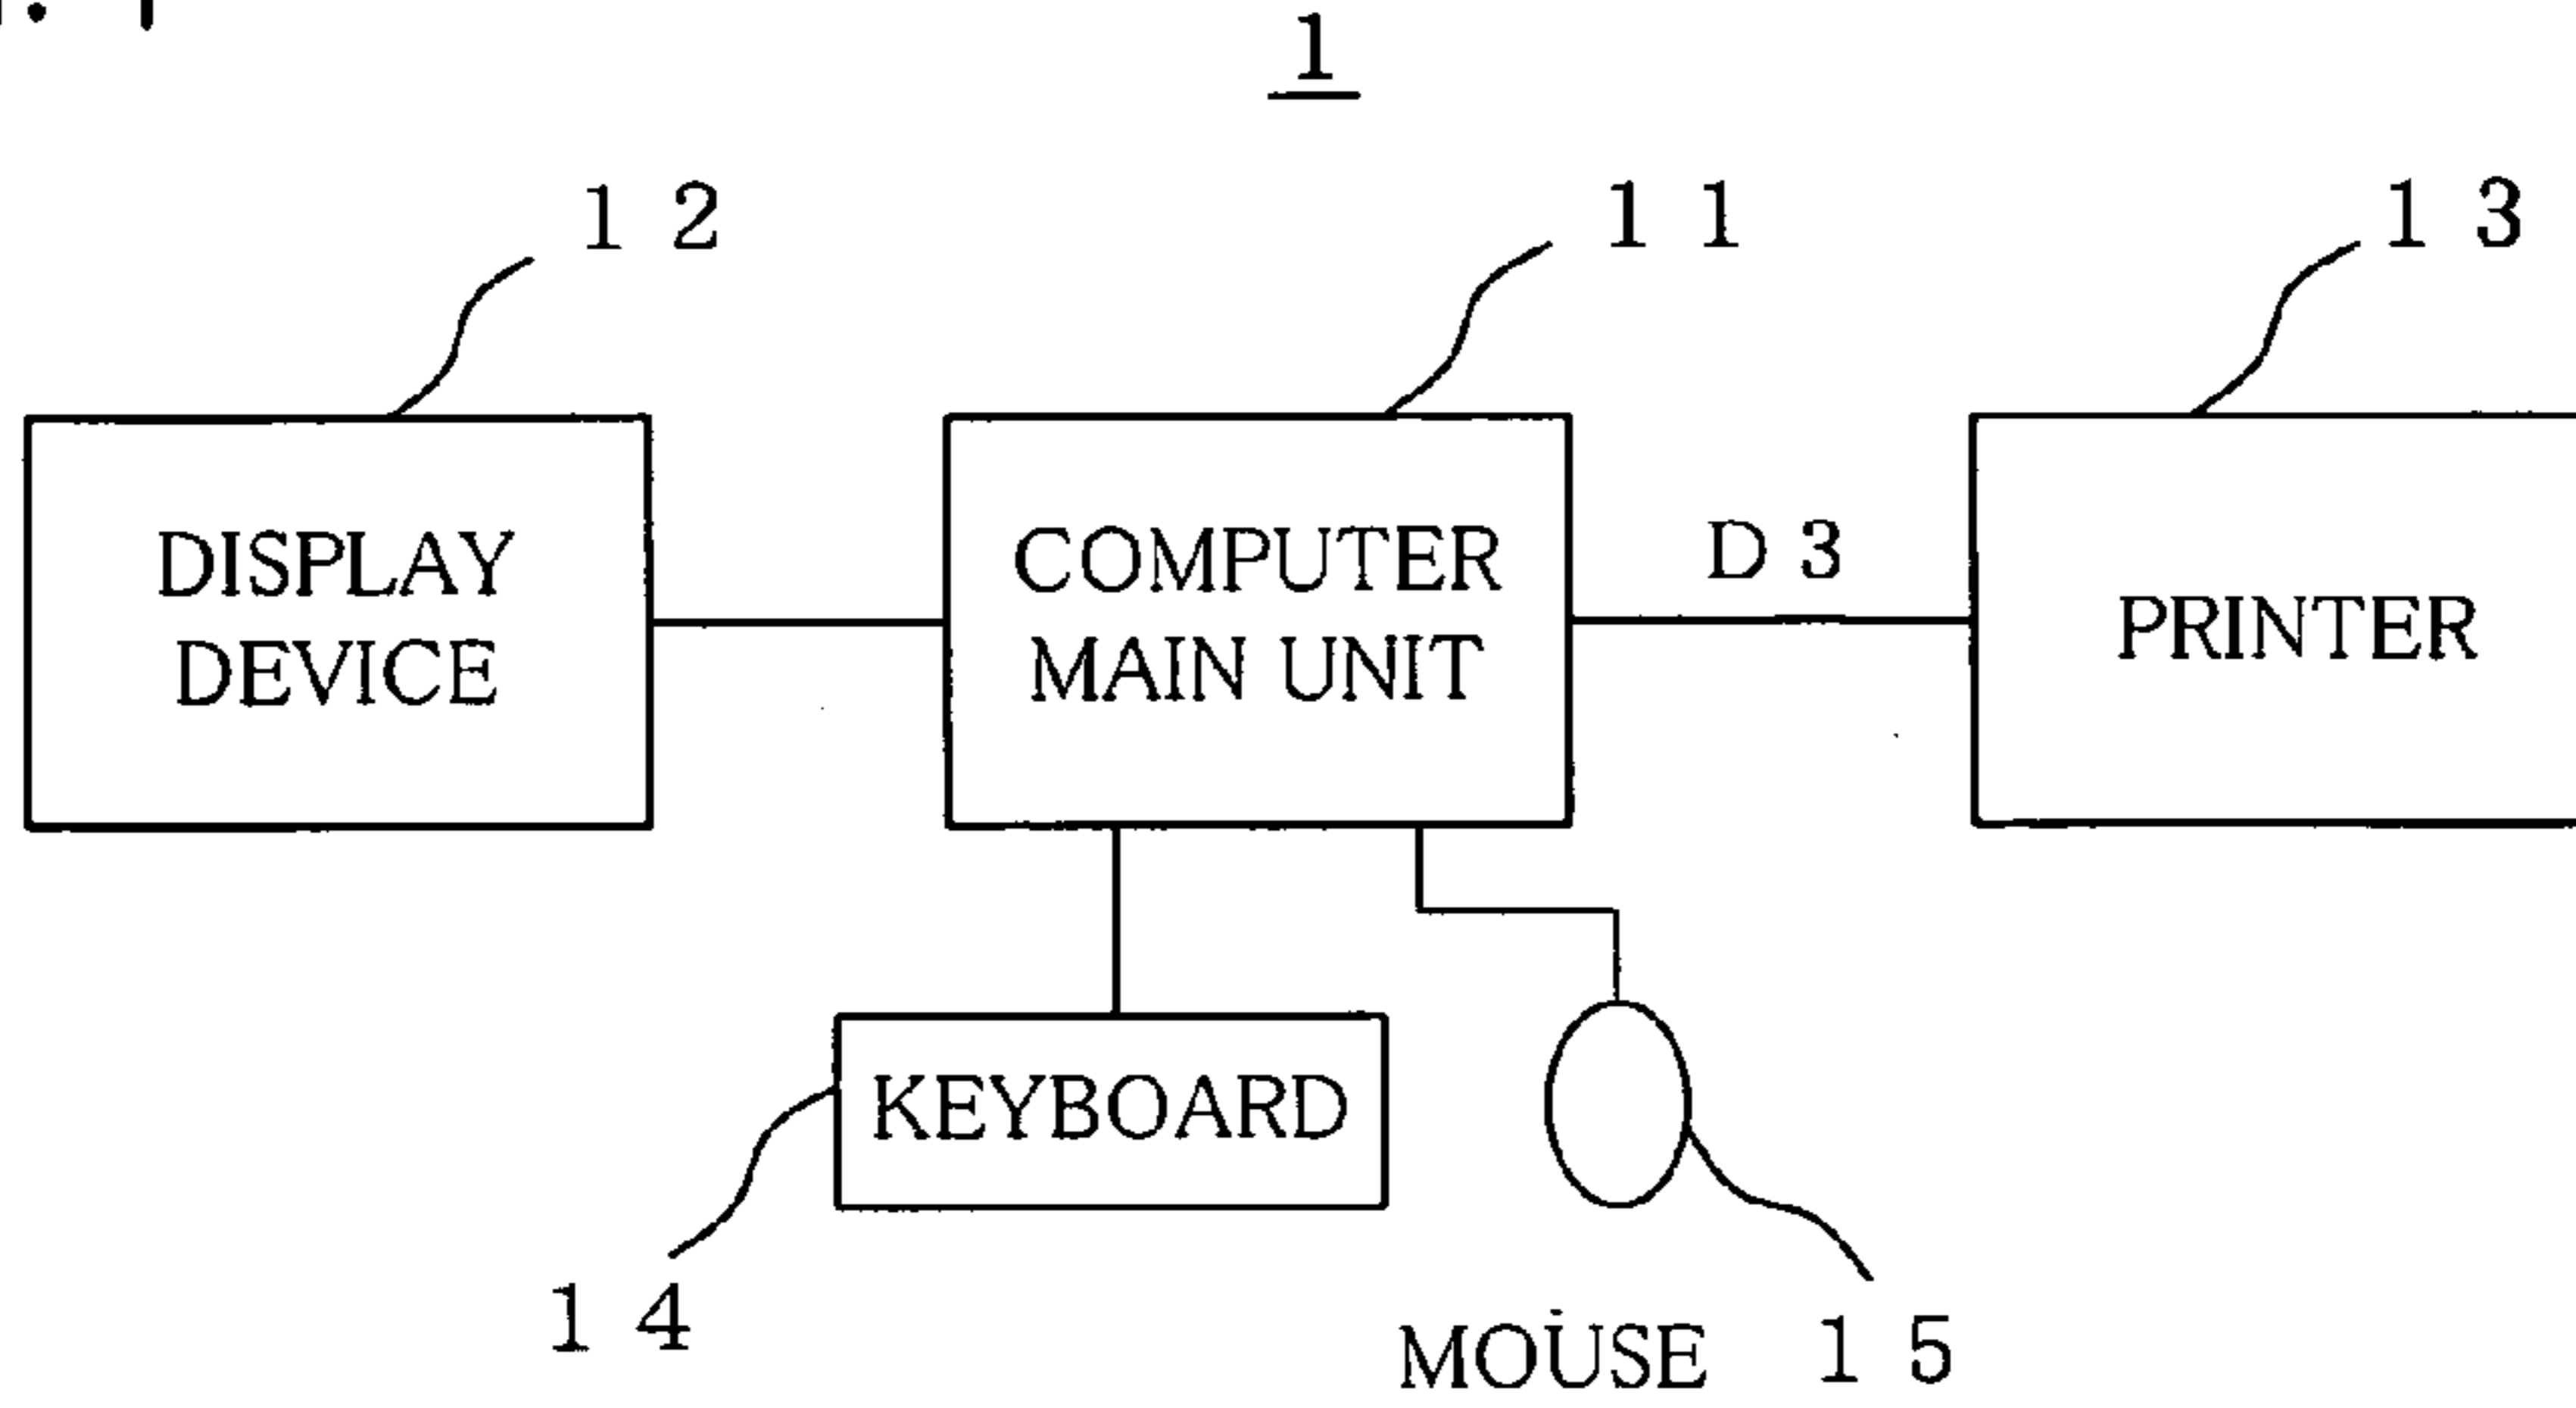 1
12
11
13
DISPLAY
DEVICE
COMPUTER
MAIN UNIT
D3
PRINTER
KEYBOARD
14
MOUSE
15